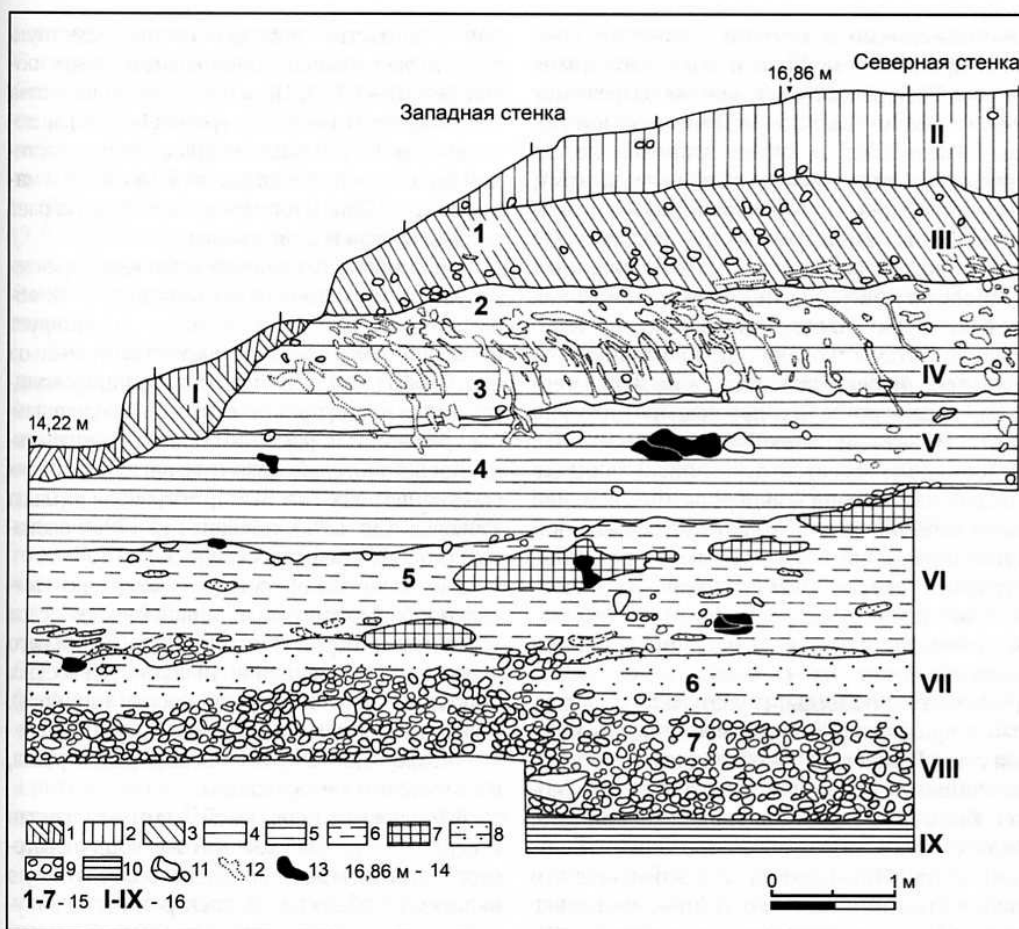 Северная стенка
16,86 м
Западная стенка
II
1
III
2
IV
3
I
14,22 м
V
4
5
VI
6
VII
7
VIII
IX
1 2 3 4 5 6 7 8
9 10 11 12 13 16,86 м - 14
1-7 - 15 I-IX - 16
0 1 м